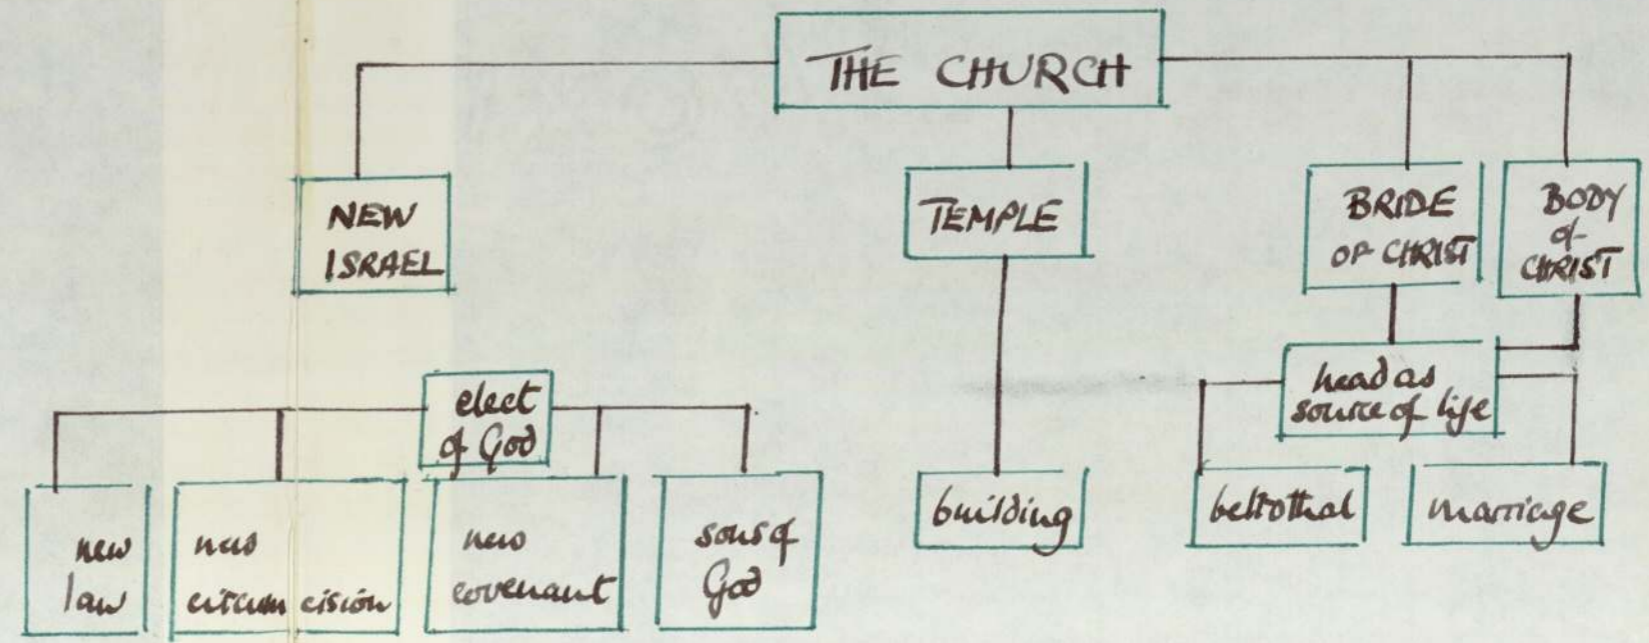 THE CHURCH
NEW
ISRAEL
TEMPLE
BRIDE
OF CHRIST
BODY
of
CHRIST
elect
of God
head as
source of life
new
law
new
circumcision
new
covenant
sons of
God
building
betrothal
marriage